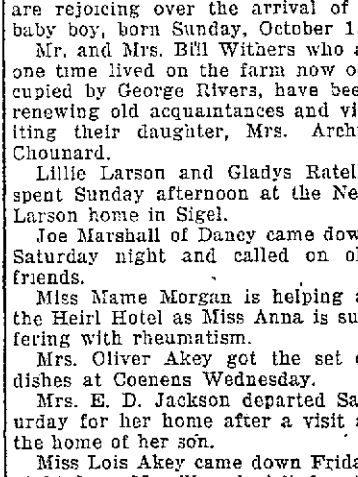 are rejoicing over the arrival of
baby boy, born Sunday, October 1
Mr. and Mrs. Bill Withers who a
one time lived on the farm now o
cupied by George Rivers, have bee
renewing old acquaintances and vi
iting their daughter, Mrs. Arch
Chounard.
Lillie Larson and Gladys Ratel
spent Sunday afternoon at the Ne
Larson home in Sigel.
Joe Marshall of Dancy came dow
Saturday night and called on ol
friends.
Miss Mame Morgan is helping a
the Heirl Hotel as Miss Anna is su
fering with rheumatism.
Mrs. Oliver Akey got the set o
dishes at Coenens Wednesday.
Mrs. E. D. Jackson departed Sa
urday for her home after a visit a
the home of her son.
Miss Lois Akey came down Frida